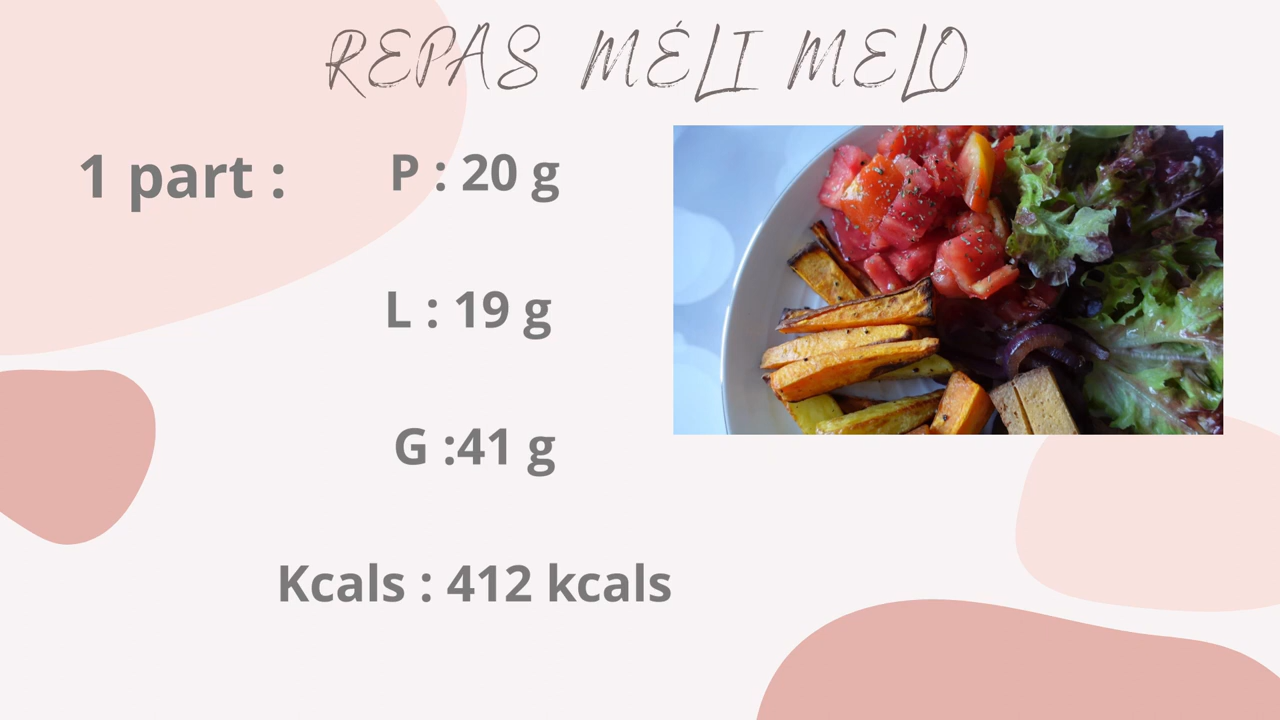 REPAS MÉLI MELO
1 part :
P : 20 g
L : 19 g
G :41 g
Kcals : 412 kcals